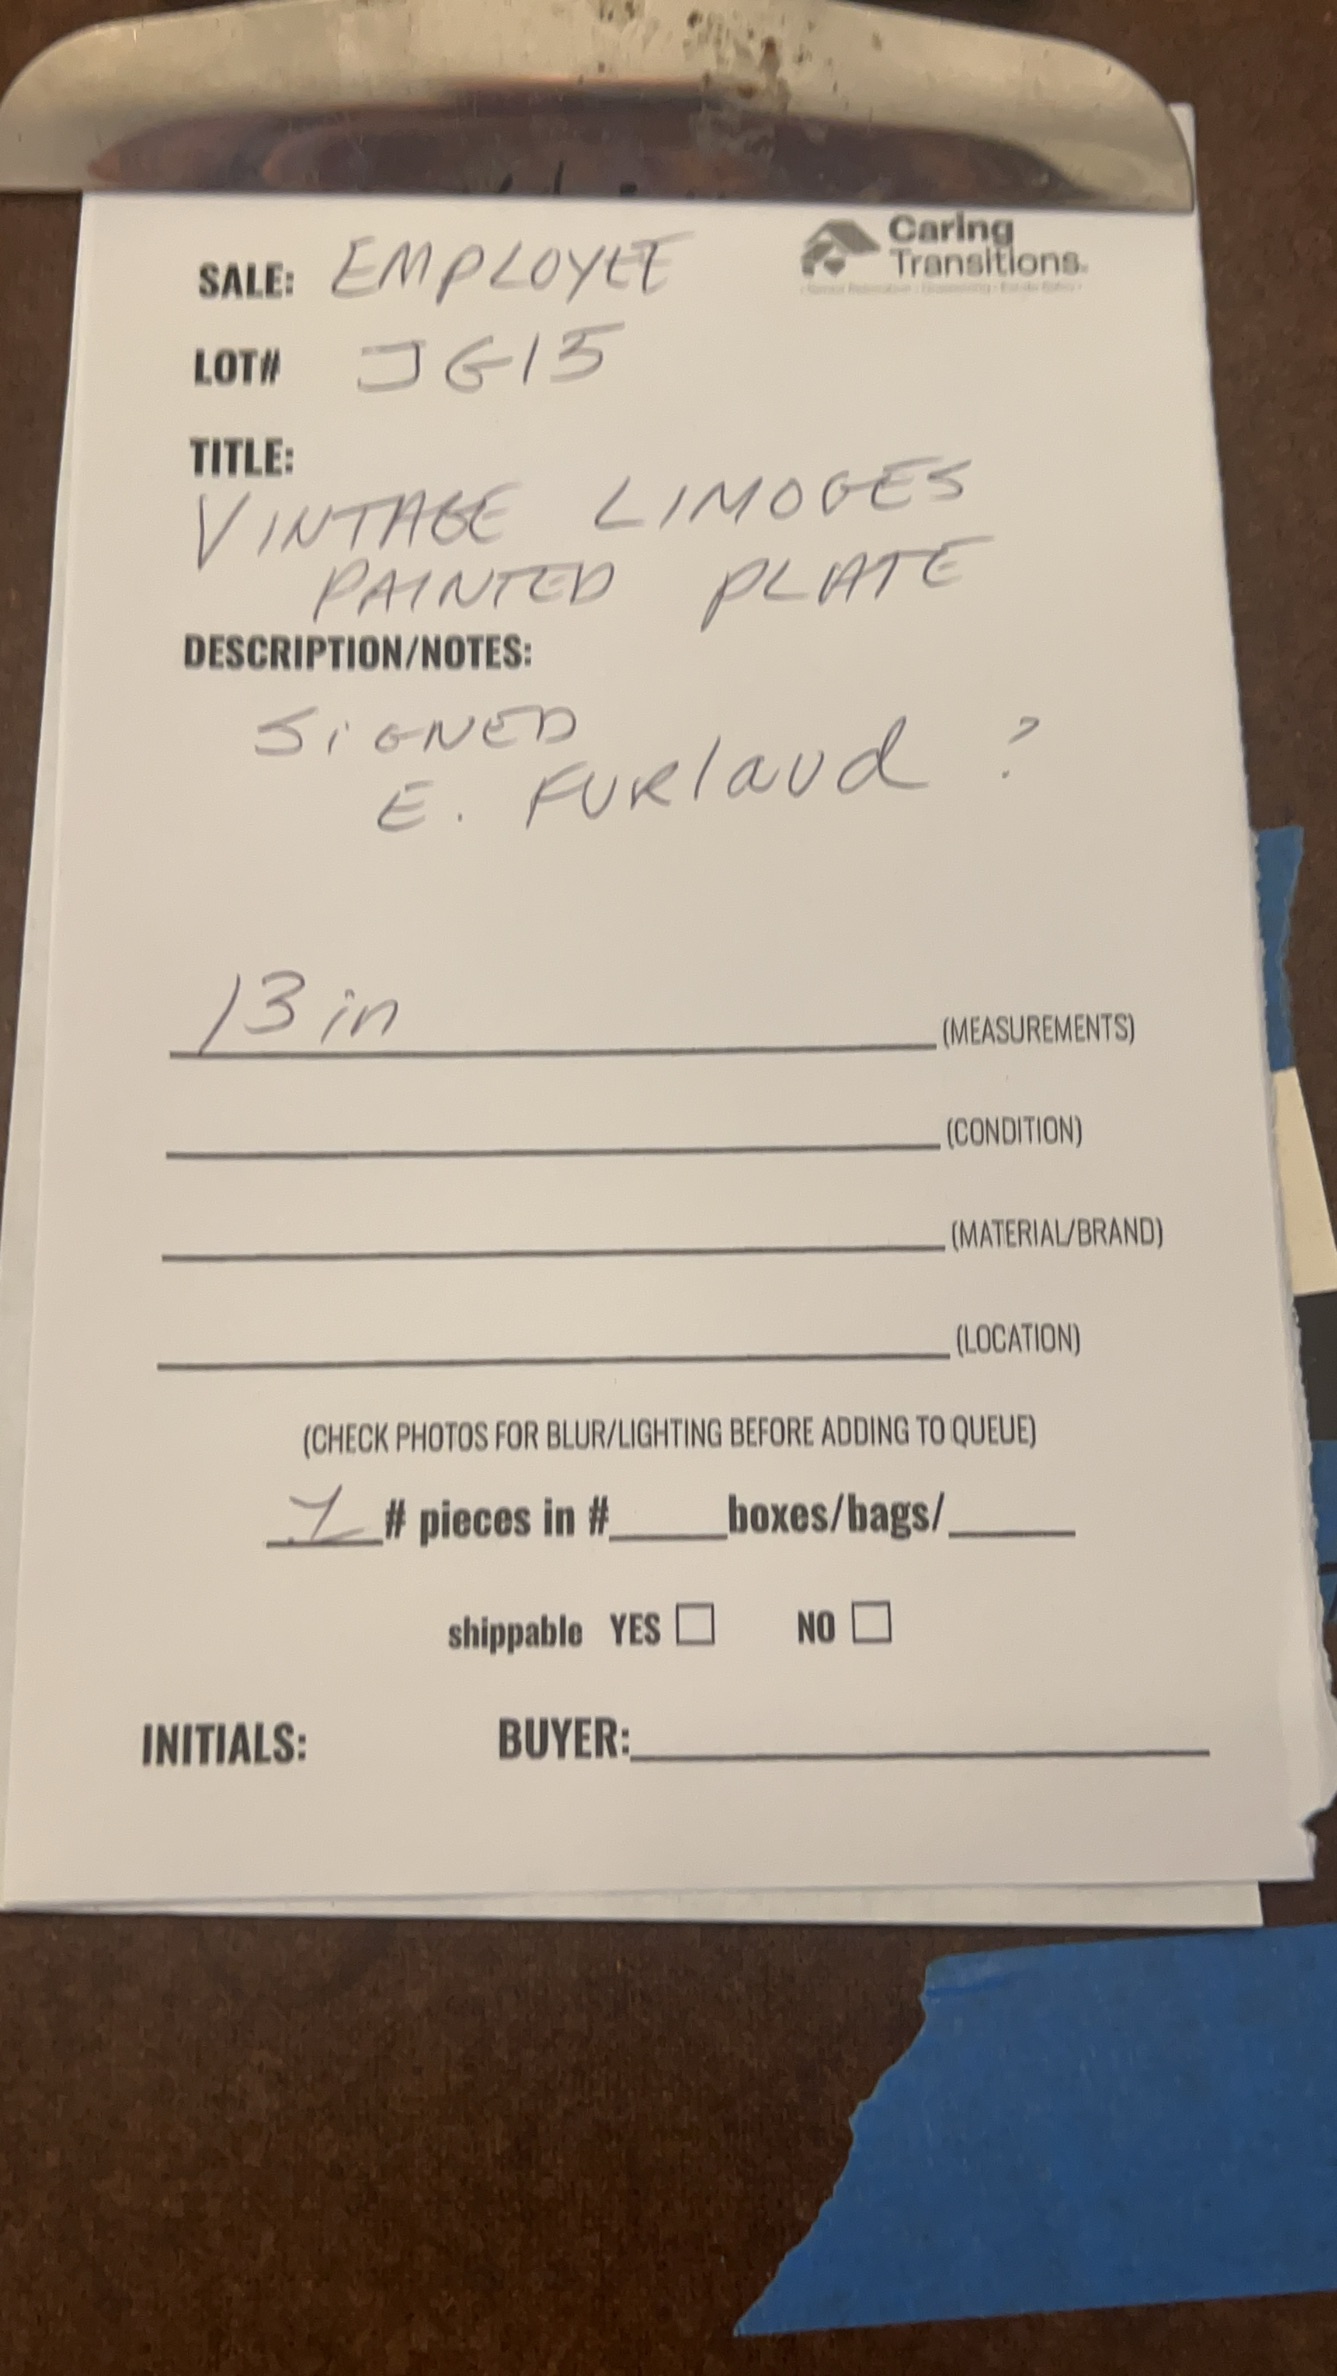 Caring
Transitions.
SALE: EMPLOYEE
LOT# JG15
TITLE:
VINTAGE LIMOGES
PAINTED PLATE
DESCRIPTION/NOTES:
SiGNED
E. FURlaud ?
13 in (MEASUREMENTS)
(CONDITION)
(MATERIAL/BRAND)
(LOCATION)
(CHECK PHOTOS FOR BLUR/LIGHTING BEFORE ADDING TO QUEUE)
1 # pieces in #_____boxes/bags/_____
shippable YES ☐ NO ☐
INITIALS: BUYER: